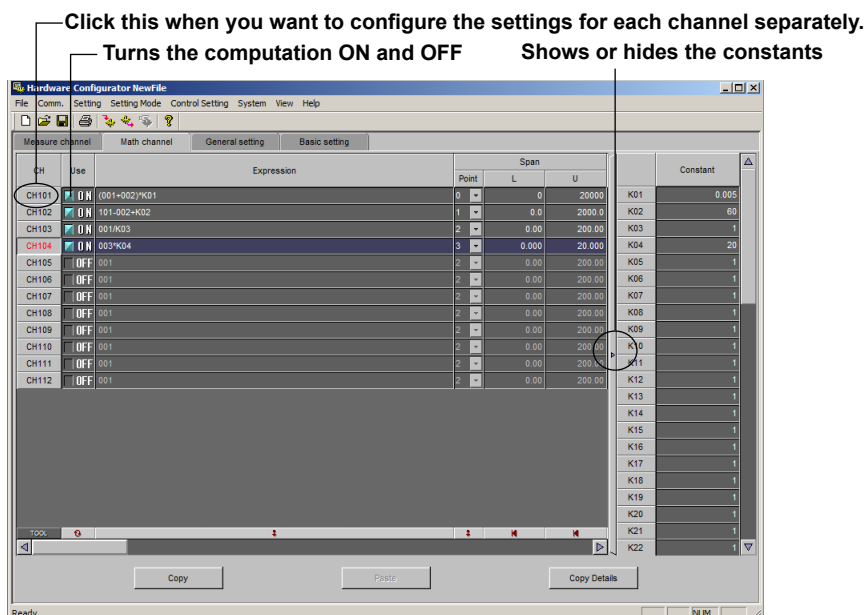 Click this when you want to configure the settings for each channel separately.
Turns the computation ON and OFF
Shows or hides the constants
Hardware Configurator NewFile
File Comm. Setting Setting Mode Control Setting System View Help
Measure channel Math channel General setting Basic setting
CH Use Expression Span Constant
Point L U
CH101 ON (001+002)*K01 0 0 20000 K01 0.005
CH102 ON 101-002+K02 1 0.0 2000.0 K02 60
CH103 ON 001/K03 2 0.00 200.00 K03 1
CH104 ON 003*K04 3 0.000 20.000 K04 20
CH105 OFF 001 2 0.00 200.00 K05 1
CH106 OFF 001 2 0.00 200.00 K06 1
CH107 OFF 001 2 0.00 200.00 K07 1
CH108 OFF 001 2 0.00 200.00 K08 1
CH109 OFF 001 2 0.00 200.00 K09 1
CH110 OFF 001 2 0.00 200.00 K10 1
CH111 OFF 001 2 0.00 200.00 K11 1
CH112 OFF 001 2 0.00 200.00 K12 1
K13 1
K14 1
K15 1
K16 1
K17 1
K18 1
K19 1
K20 1
TOOL K21 1
K22 1
Copy Paste Copy Details
Ready NUM